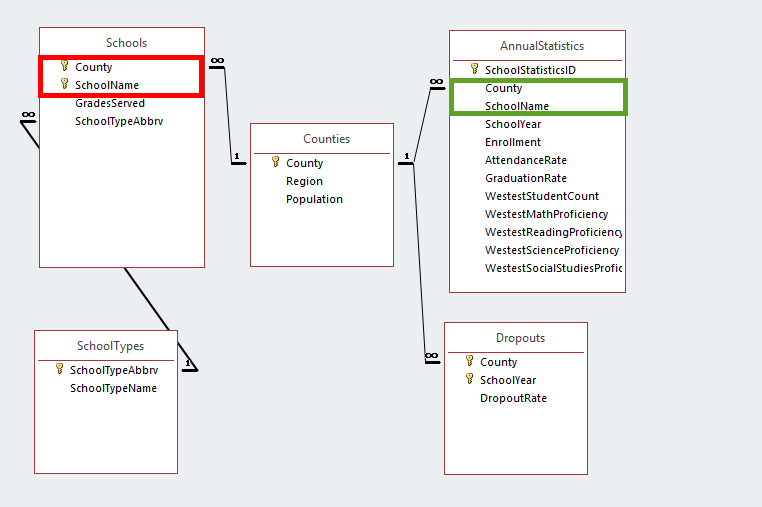 Schools
County
SchoolName
GradesServed
SchoolTypeAbbrv
∞
∞
1
Counties
County
Region
Population
1
∞
∞
AnnualStatistics
SchoolStatisticsID
County
SchoolName
SchoolYear
Enrollment
AttendanceRate
GraduationRate
WestestStudentCount
WestestMathProficiency
WestestReadingProficiency
WestestScienceProficiency
WestestSocialStudiesProfic
SchoolTypes
SchoolTypeAbbrv
SchoolTypeName
1
Dropouts
County
SchoolYear
DropoutRate